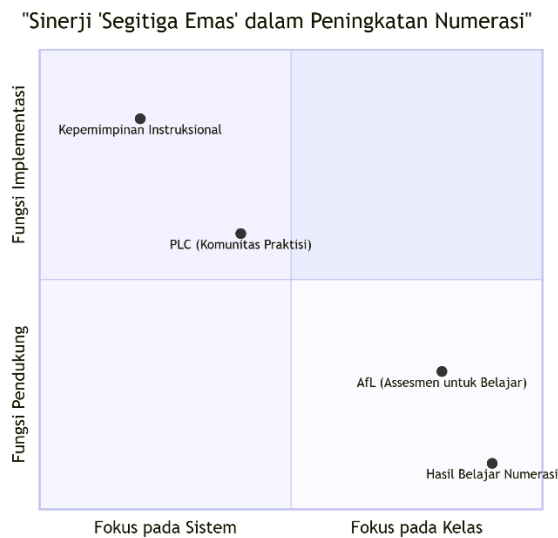 "Sinerji 'Segitiga Emas' dalam Peningkatan Numerasi"
Fungsi Implementasi
Kepemimpinan Instruksional
PLC (Komunitas Praktisi)
Fungsi Pendukung
AfL (Assesmen untuk Belajar)
Hasil Belajar Numerasi
Fokus pada Sistem
Fokus pada Kelas